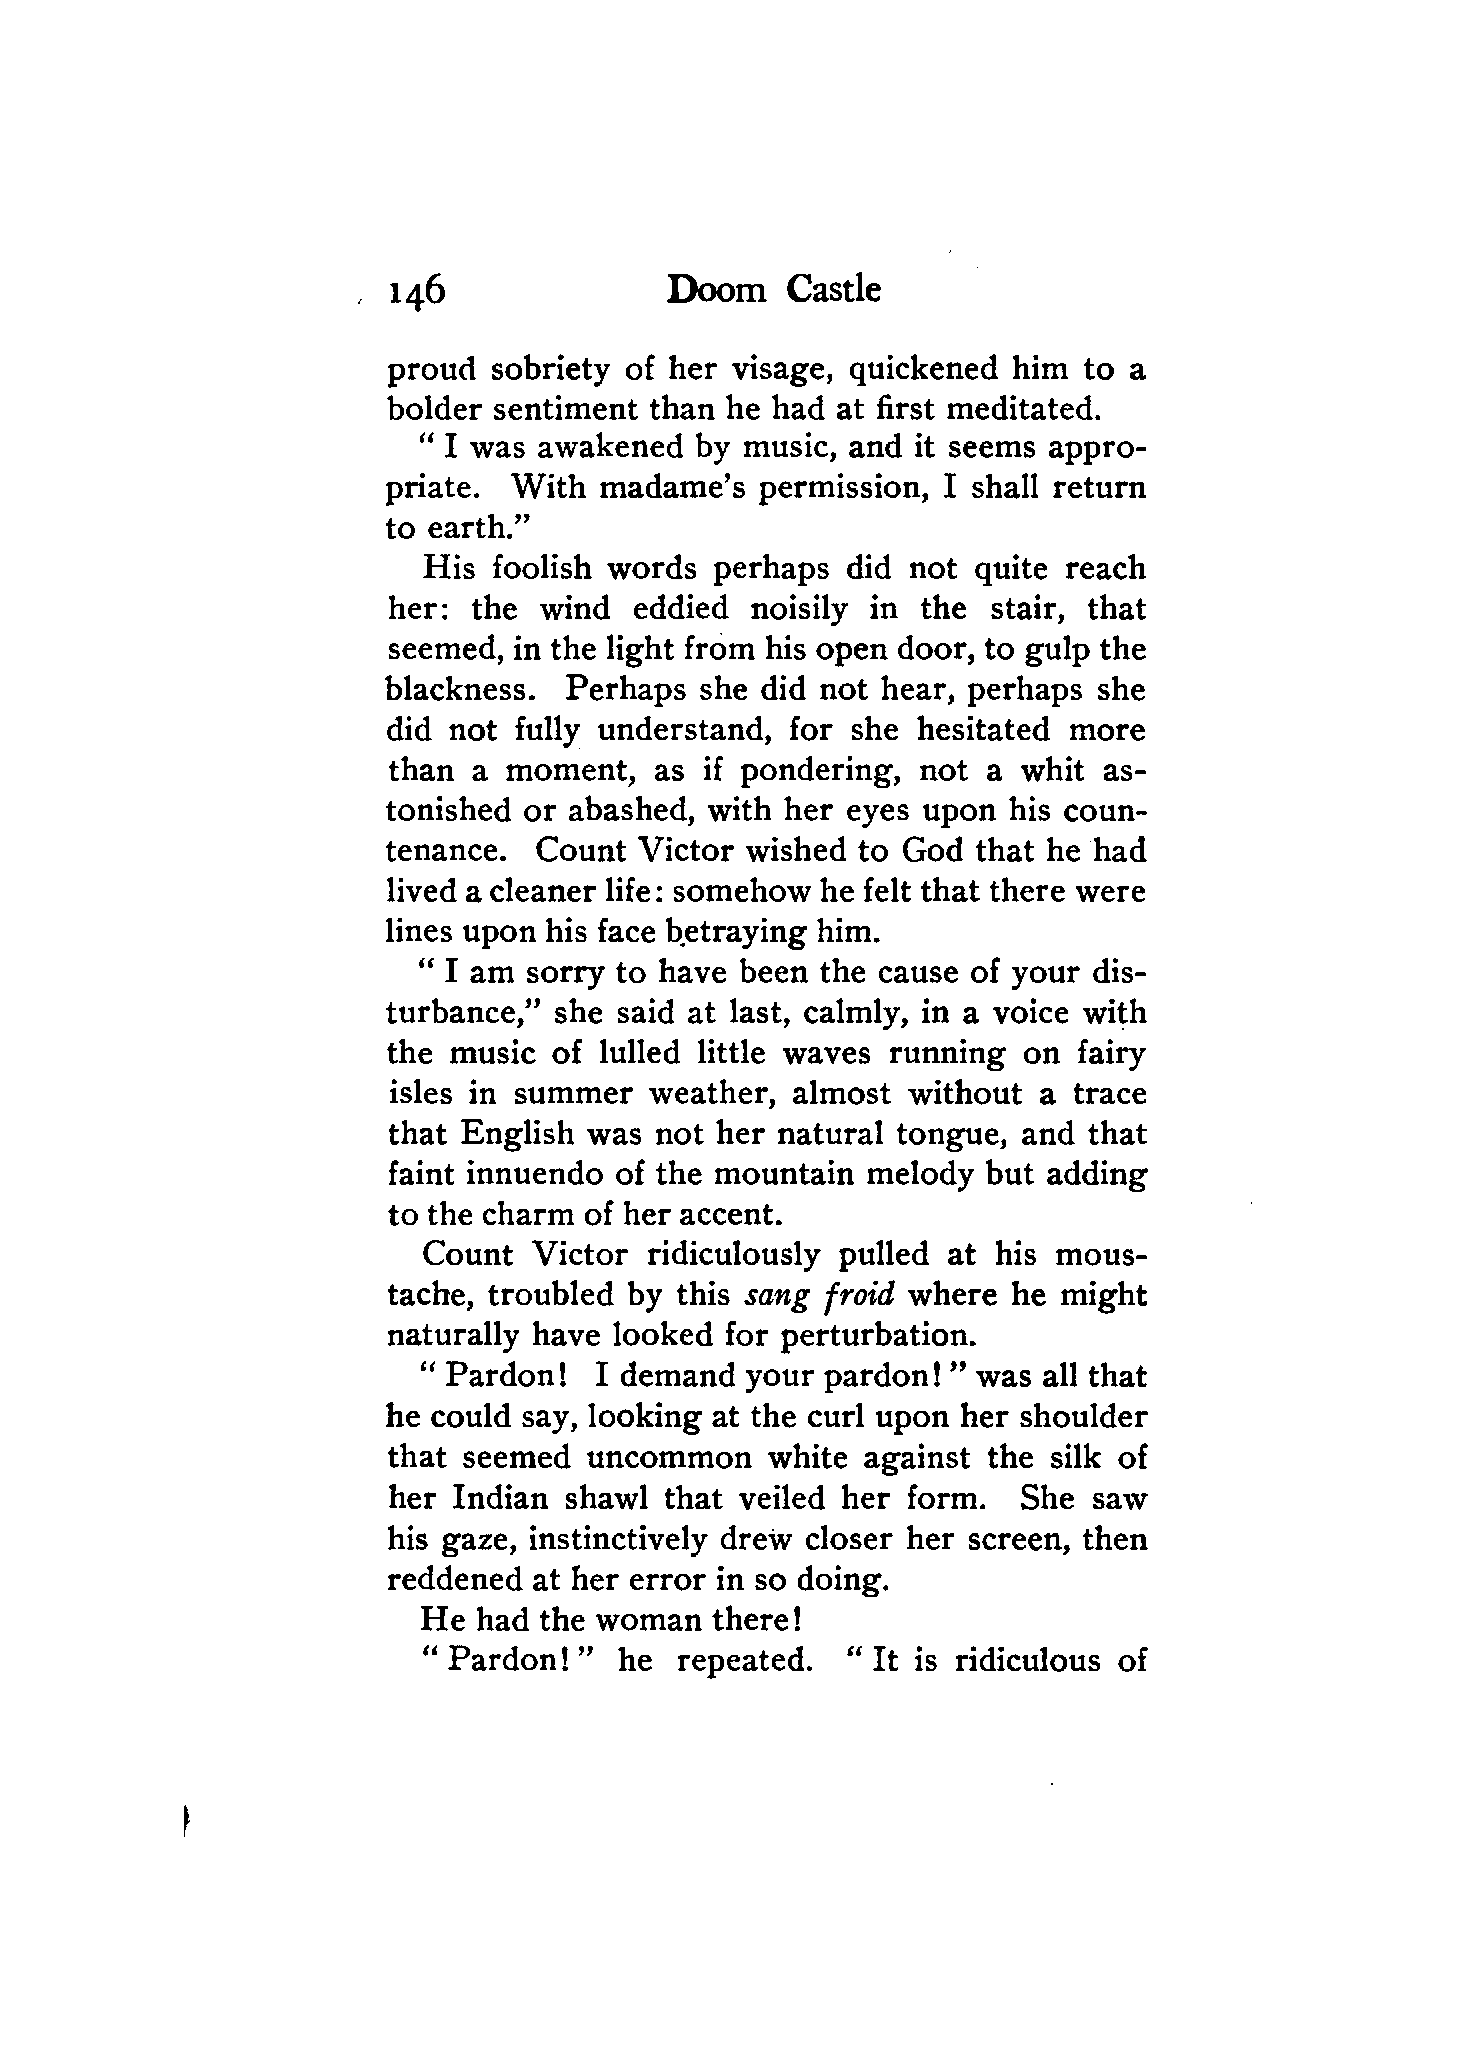 146 Doom Castle
proud sobriety of her visage, quickened him to a
bolder sentiment than he had at first meditated.
" I was awakened by music, and it seems appro-
priate. With madame's permission, I shall return
to earth."
His foolish words perhaps did not quite reach
her: the wind eddied noisily in the stair, that
seemed, in the light from his open door, to gulp the
blackness. Perhaps she did not hear, perhaps she
did not fully understand, for she hesitated more
than a moment, as if pondering, not a whit as-
tonished or abashed, with her eyes upon his coun-
tenance. Count Victor wished to God that he had
lived a cleaner life: somehow he felt that there were
lines upon his face betraying him.
" I am sorry to have been the cause of your dis-
turbance," she said at last, calmly, in a voice with
the music of lulled little waves running on fairy
isles in summer weather, almost without a trace
that English was not her natural tongue, and that
faint innuendo of the mountain melody but adding
to the charm of her accent.
Count Victor ridiculously pulled at his mous-
tache, troubled by this sang froid where he might
naturally have looked for perturbation.
" Pardon! I demand your pardon! " was all that
he could say, looking at the curl upon her shoulder
that seemed uncommon white against the silk of
her Indian shawl that veiled her form. She saw
his gaze, instinctively drew closer her screen, then
reddened at her error in so doing.
He had the woman there!
" Pardon! " he repeated. " It is ridiculous of